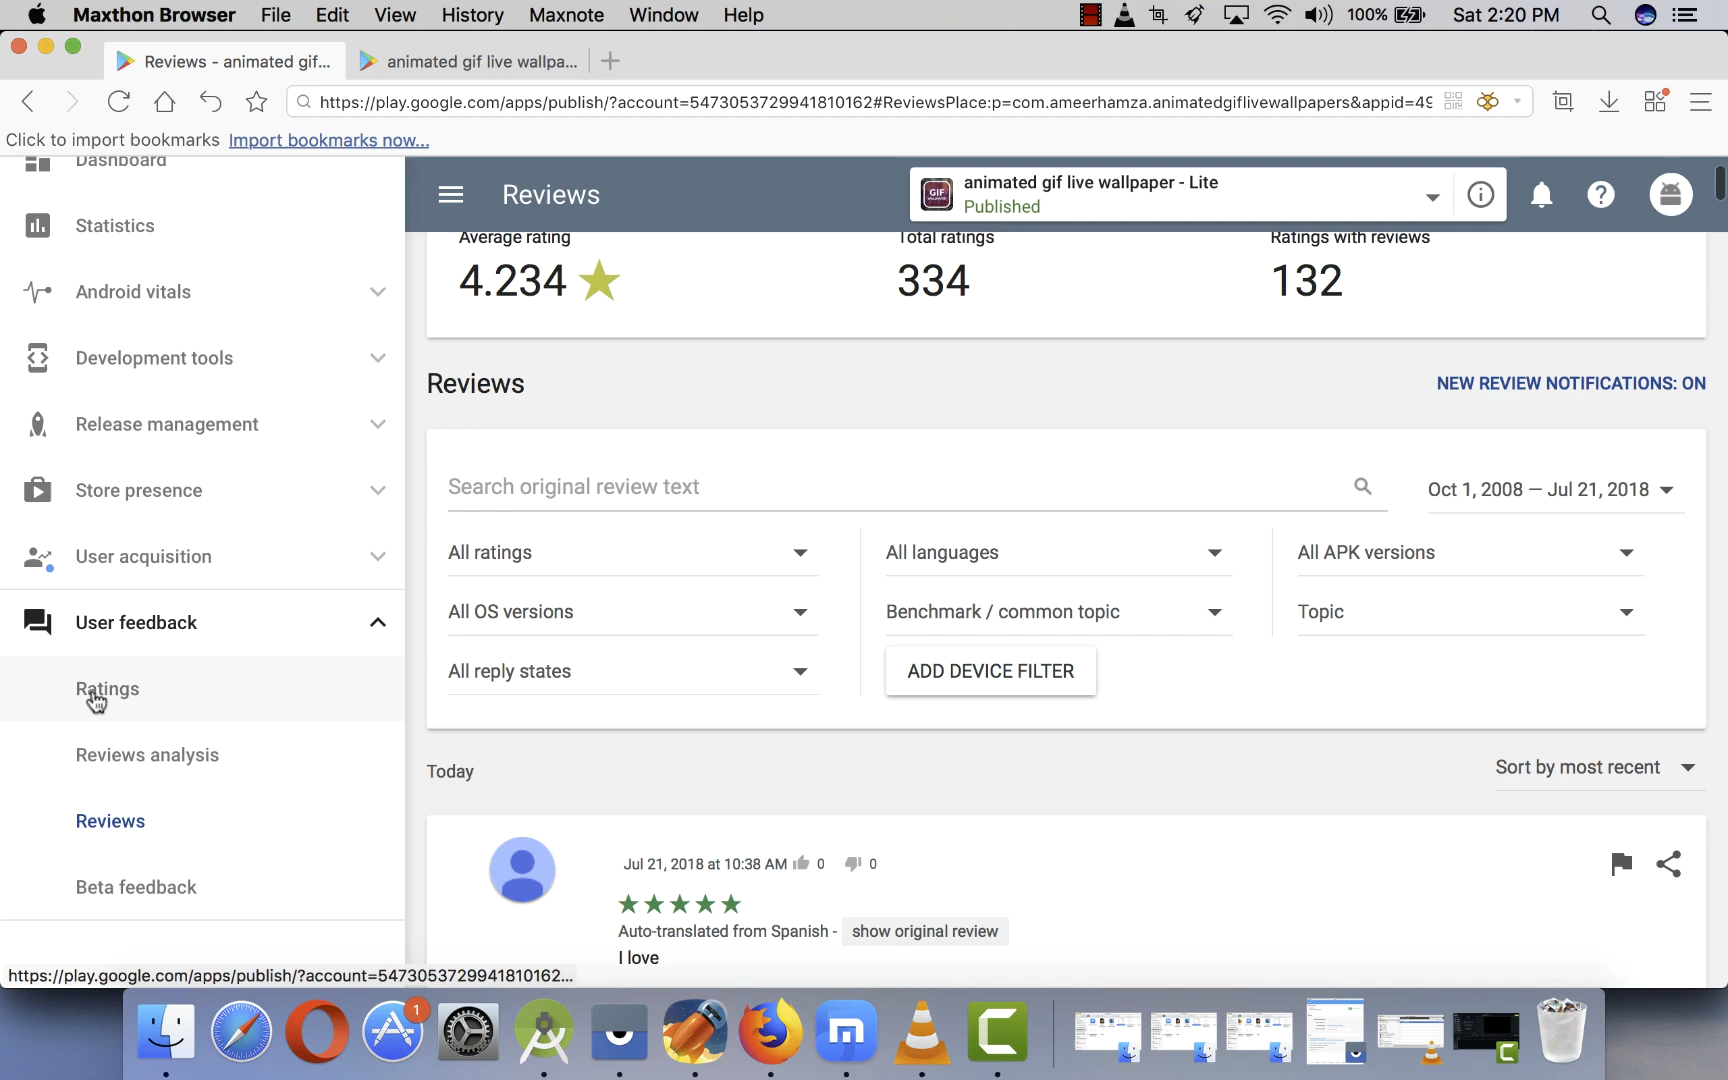 Maxthon Browser File Edit View History Maxnote Window Help 100% Sat 2:20 PM
Reviews - animated gif... animated gif live wallpa...
https://play.google.com/apps/publish/?account=5473053729941810162#ReviewsPlace:p=com.ameerhamza.animatedgiflivewallpapers&appid=49
Click to import bookmarks Import bookmarks now...
Dashboard
Statistics
Android vitals
Development tools
Release management
Store presence
User acquisition
User feedback
Ratings
Reviews analysis
Reviews
Beta feedback
https://play.google.com/apps/publish/?account=5473053729941810162...
Reviews
GIF
animated gif live wallpaper - Lite
Published
Average rating Total ratings Ratings with reviews
4.234 334 132
Reviews NEW REVIEW NOTIFICATIONS: ON
Search original review text Oct 1, 2008 — Jul 21, 2018
All ratings All languages All APK versions
All OS versions Benchmark / common topic Topic
All reply states ADD DEVICE FILTER
Today Sort by most recent
Jul 21, 2018 at 10:38 AM 0 0
Auto-translated from Spanish - show original review
I love
1